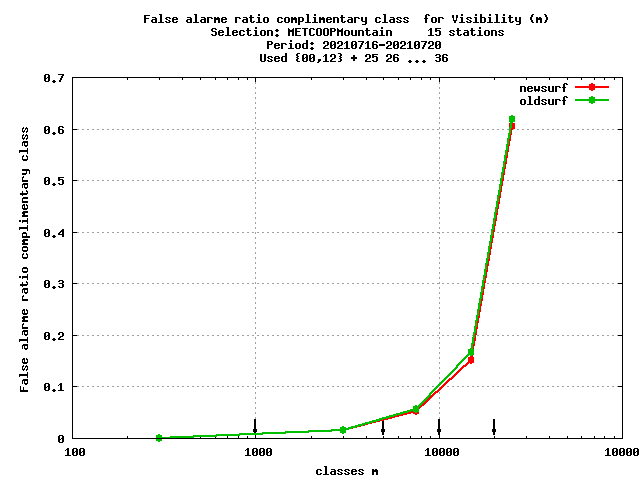 False alarme ratio complimentary class  for Visibility (m)
Selection: METCOOPMountain     15 stations
Period: 20210716-20210720
Used {00,12} + 25 26 ... 36
newsurf
oldsurf
0.7
0.6
0.5
0.4
0.3
0.2
0.1
0
False alarme ratio complimentary class
100 1000 10000 10000
classes m